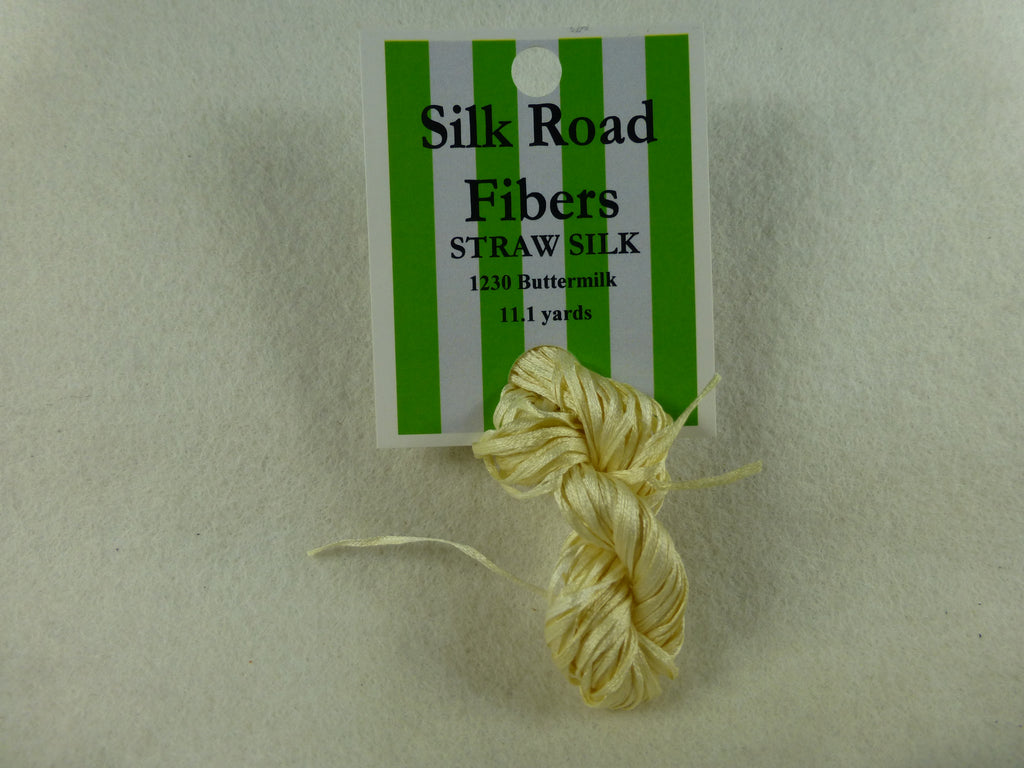 Silk Road
Fibers
STRAW SILK
1230 Buttermilk
11.1 yards